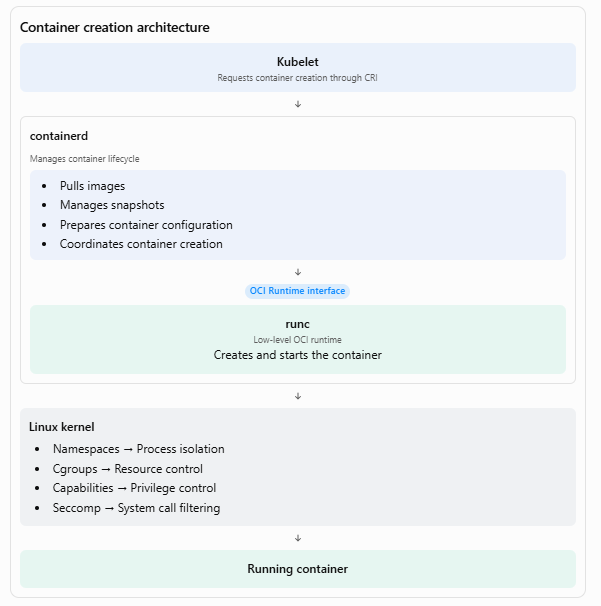 Container creation architecture
Kubelet
Requests container creation through CRI
↓
containerd
Manages container lifecycle
• Pulls images
• Manages snapshots
• Prepares container configuration
• Coordinates container creation
↓
OCI Runtime interface
runc
Low-level OCI runtime
Creates and starts the container
↓
Linux kernel
• Namespaces → Process isolation
• Cgroups → Resource control
• Capabilities → Privilege control
• Seccomp → System call filtering
↓
Running container